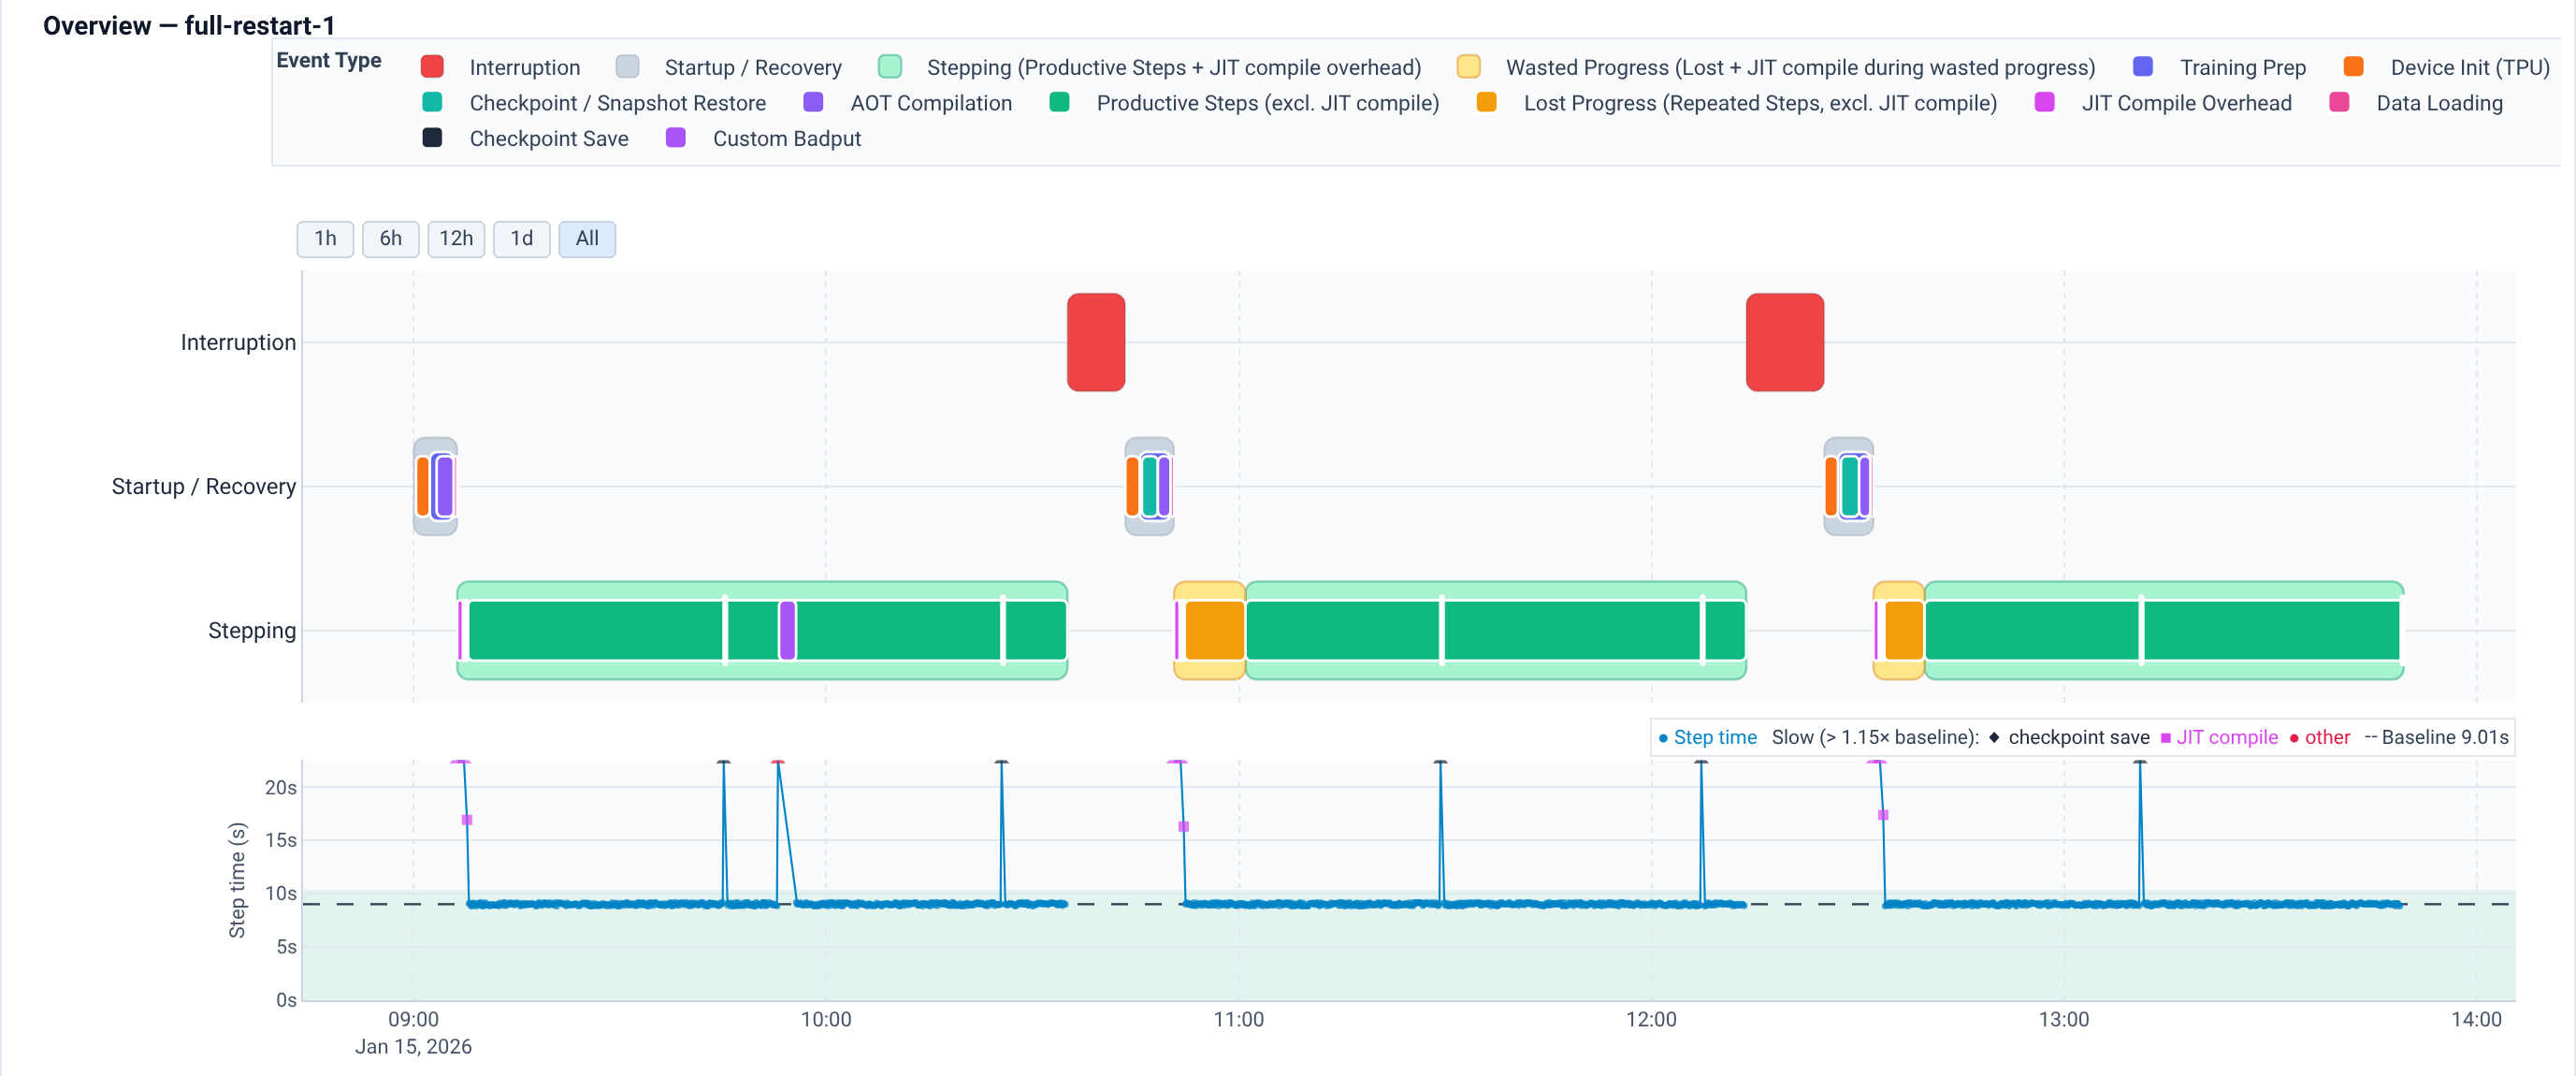 Overview — full-restart-1
Event Type
Interruption
Startup / Recovery
Stepping (Productive Steps + JIT compile overhead)
Wasted Progress (Lost + JIT compile during wasted progress)
Training Prep
Device Init (TPU)
Checkpoint / Snapshot Restore
AOT Compilation
Productive Steps (excl. JIT compile)
Lost Progress (Repeated Steps, excl. JIT compile)
JIT Compile Overhead
Data Loading
Checkpoint Save
Custom Badput
1h 6h 12h 1d All
Interruption
Startup / Recovery
Stepping
Step time Slow (> 1.15× baseline): checkpoint save JIT compile other -- Baseline 9.01s
Step time (s)
20s
15s
10s
5s
0s
09:00 10:00 11:00 12:00 13:00 14:00
Jan 15, 2026